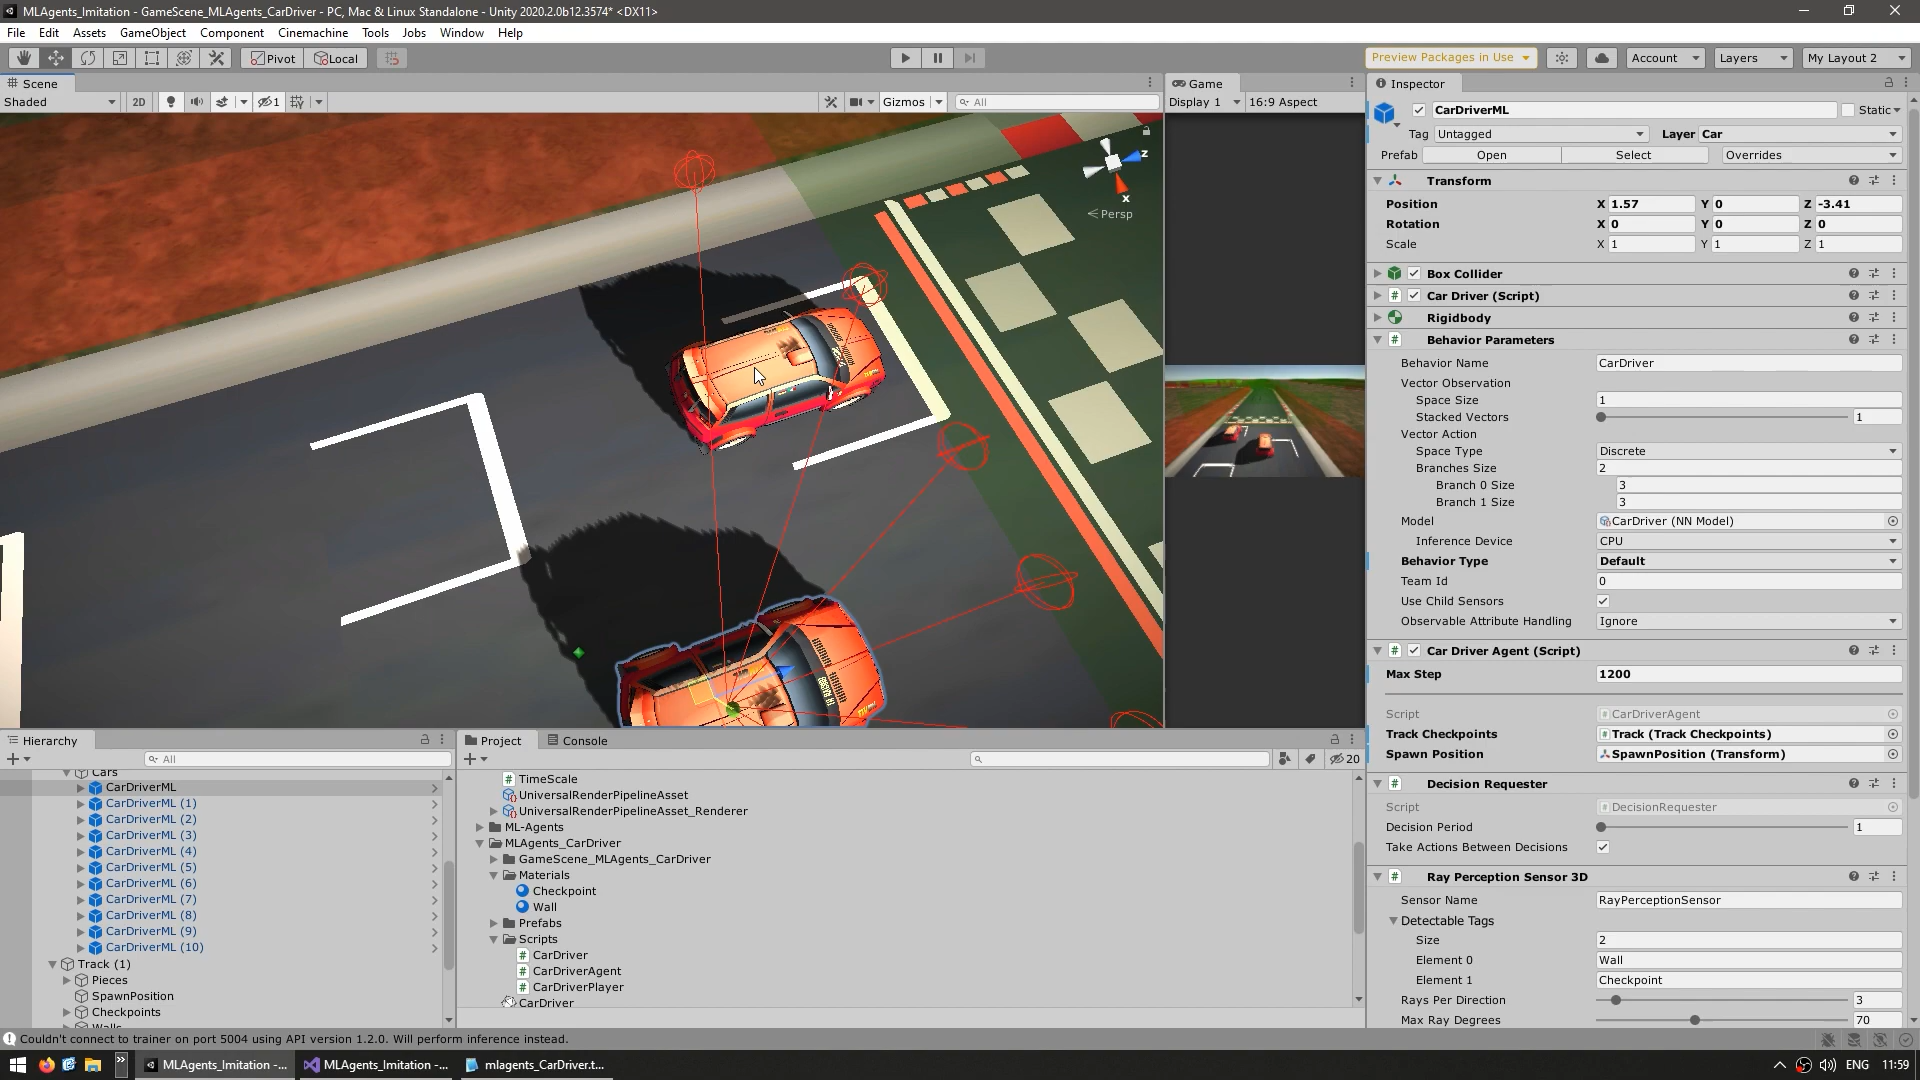 MLAgents_Imitation - GameScene_MLAgents_CarDriver - PC, Mac & Linux Standalone - Unity 2020.2.0b12.3574* <DX11>
File Edit Assets GameObject Component Cinemachine Tools Jobs Window Help
Pivot Local Preview Packages in Use Account Layers My Layout 2
Scene
Shaded 2D 1 Gizmos All
Z
X
Persp
Game
Display 1 16:9 Aspect
Inspector
CarDriverML Static
Tag Untagged Layer Car
Prefab Open Select Overrides
Transform
Position X 1.57 Y 0 Z -3.41
Rotation X 0 Y 0 Z 0
Scale X 1 Y 1 Z 1
Box Collider
Car Driver (Script)
Rigidbody
Behavior Parameters
Behavior Name CarDriver
Vector Observation
Space Size 1
Stacked Vectors 1
Vector Action
Space Type Discrete
Branches Size 2
Branch 0 Size 3
Branch 1 Size 3
Model CarDriver (NN Model)
Inference Device CPU
Behavior Type Default
Team Id 0
Use Child Sensors
Observable Attribute Handling Ignore
Car Driver Agent (Script)
Max Step 1200
Script CarDriverAgent
Track Checkpoints Track (Track Checkpoints)
Spawn Position SpawnPosition (Transform)
Decision Requester
Script DecisionRequester
Decision Period 1
Take Actions Between Decisions
Ray Perception Sensor 3D
Sensor Name RayPerceptionSensor
Detectable Tags
Size 2
Element 0 Wall
Element 1 Checkpoint
Rays Per Direction 3
Max Ray Degrees 70
Hierarchy
All
Cars
CarDriverML
CarDriverML (1)
CarDriverML (2)
CarDriverML (3)
CarDriverML (4)
CarDriverML (5)
CarDriverML (6)
CarDriverML (7)
CarDriverML (8)
CarDriverML (9)
CarDriverML (10)
Track (1)
Pieces
SpawnPosition
Checkpoints
Walls
Project Console
20
TimeScale
UniversalRenderPipelineAsset
UniversalRenderPipelineAsset_Renderer
ML-Agents
MLAgents_CarDriver
GameScene_MLAgents_CarDriver
Materials
Checkpoint
Wall
Prefabs
Scripts
CarDriver
CarDriverAgent
CarDriverPlayer
CarDriver
Couldn't connect to trainer on port 5004 using API version 1.2.0. Will perform inference instead.
MLAgents_Imitation -... MLAgents_Imitation -... mlagents_CarDriver.t... ENG 11:59